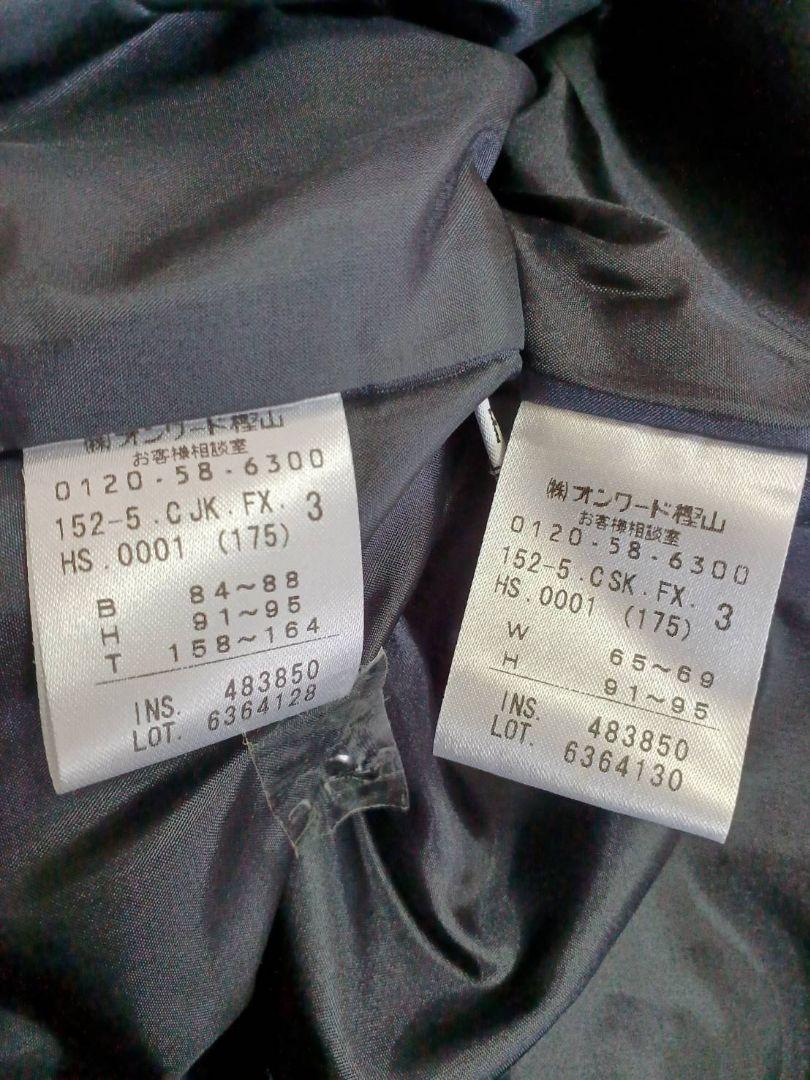 (株)オンワード樫山
お客様相談室
0120-58-6300
152-5.CJK.FX. 3
HS.0001 (175)
B 84~88
H 91~95
T 158~164
INS. 483850
LOT. 6364128
(株)オンワード樫山
お客様相談室
0120-58-6300
152-5.CSK.FX. 3
HS.0001 (175)
W 65~69
H 91~95
INS. 483850
LOT. 6364130